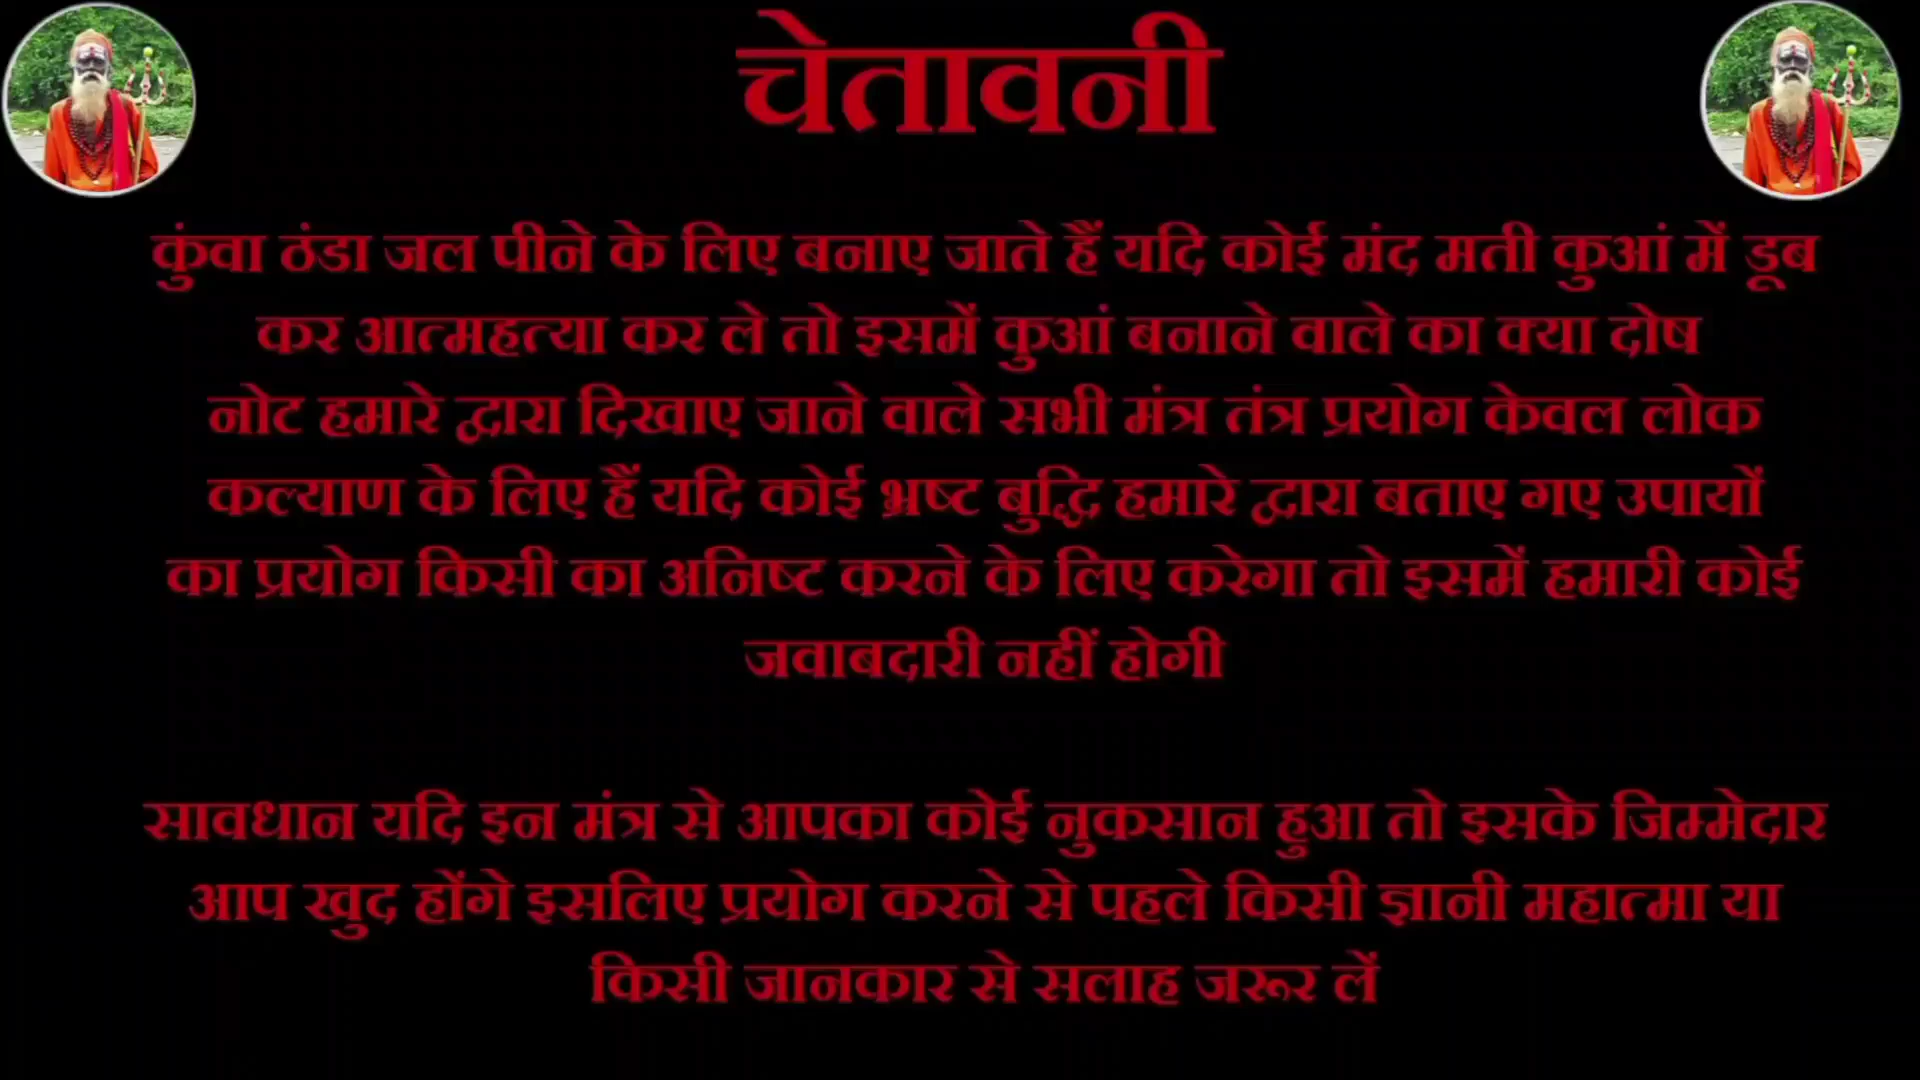 चेतावनी
कुंवा ठंडा जल पीने के लिए बनाए जाते हैं यदि कोई मंद मती कुआं में डूब
कर आत्महत्या कर ले तो इसमें कुआं बनाने वाले का क्या दोष
नोट हमारे द्वारा दिखाए जाने वाले सभी मंत्र तंत्र प्रयोग केवल लोक
कल्याण के लिए हैं यदि कोई भ्रष्ट बुद्धि हमारे द्वारा बताए गए उपायों
का प्रयोग किसी का अनिष्ट करने के लिए करेगा तो इसमें हमारी कोई
जवाबदारी नहीं होगी
सावधान यदि इन मंत्र से आपका कोई नुकसान हुआ तो इसके जिम्मेदार
आप खुद होंगे इसलिए प्रयोग करने से पहले किसी ज्ञानी महात्मा या
किसी जानकार से सलाह जरूर लें